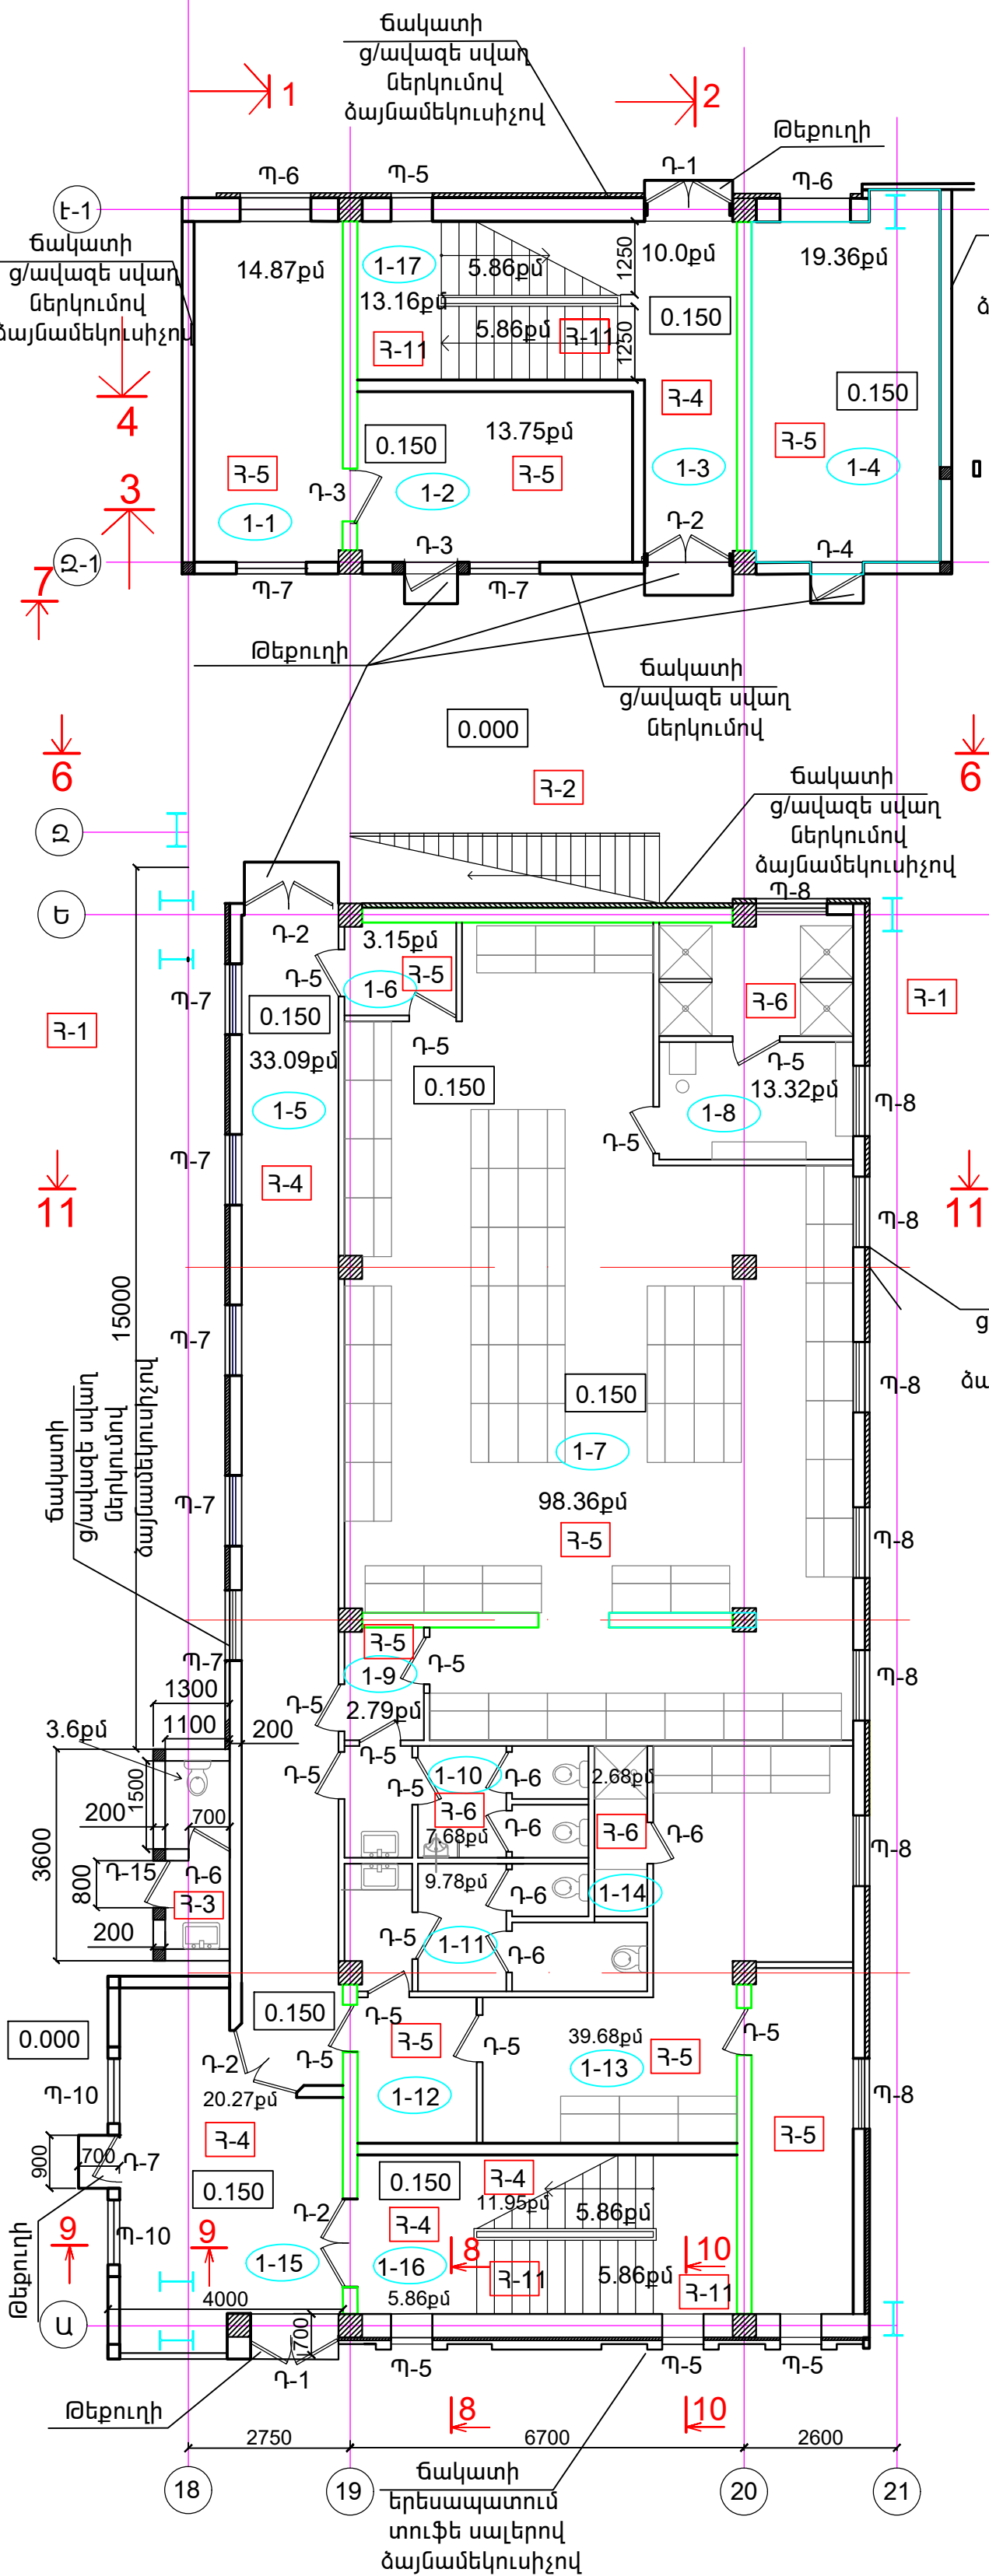 ճակատի
ց/ավազե սվաղ
ներկումով
ձայնամեկուսիչով
1
2
Թեքուղի
Դ-1
Պ-6
Պ-5
Պ-6
Է-1
ճակատի
ց/ավազե սվաղ
ներկումով
ձայնամեկուսիչով
14.87քմ
1-17
5.86քմ
1250
10.0քմ
19.36քմ
13.16քմ
0.150
5.86քմ
Հ-11
Հ-11
1250
4
Հ-4
0.150
13.75քմ
0.150
Հ-5
Հ-5
Հ-5
1-3
1-4
3
Դ-3
1-2
1-1
Դ-2
Դ-3
Դ-4
Զ-1
7
Պ-7
Պ-7
Թեքուղի
ճակատի
ց/ավազե սվաղ
ներկումով
0.000
6
6
Հ-2
ճակատի
ց/ավազե սվաղ
ներկումով
ձայնամեկուսիչով
Զ
Պ-8
Ե
Դ-2
3.15քմ
Դ-5
Հ-5
1-6
Պ-7
Հ-6
Հ-1
Հ-1
0.150
Դ-5
33.09քմ
0.150
Դ-5
13.32քմ
1-5
1-8
Պ-8
Դ-5
Պ-7
Հ-4
11
11
Պ-8
15000
Պ-7
ճակատի
ց/ավազե սվաղ
ներկումով
ձայնամեկուսիչով
0.150
Պ-8
1-7
98.36քմ
Պ-7
Հ-5
Պ-8
Հ-5
Պ-7
1-9
Դ-5
Պ-8
1300
Դ-5
2.79քմ
1100
200
3.6քմ
Դ-5
Դ-5
1-10
Դ-5
Դ-6
2.68քմ
1500
700
200
Հ-6
7.68քմ
Դ-6
Հ-6
Դ-6
Պ-8
3600
800
Դ-15
Դ-6
9.78քմ
Հ-3
Դ-6
1-14
200
Դ-5
1-11
Դ-6
0.150
Դ-5
0.000
Դ-5
Հ-5
Դ-5
39.68քմ
Հ-5
Դ-5
Դ-2
1-12
1-13
Պ-10
20.27քմ
Պ-8
Հ-4
Հ-5
900
700
Դ-7
0.150
0.150
Հ-4
11.95քմ
5.86քմ
Դ-2
Հ-4
Պ-10
9
9
8
10
1-15
1-16
5.86քմ
Հ-11
Հ-11
5.86քմ
Թեքուղի
4000
Ա
700
Դ-1
Պ-5
Պ-5
Պ-5
Թեքուղի
8
10
2750
6700
2600
18
19
20
21
ճակատի
երեսապատում
տուֆե սալերով
ձայնամեկուսիչով